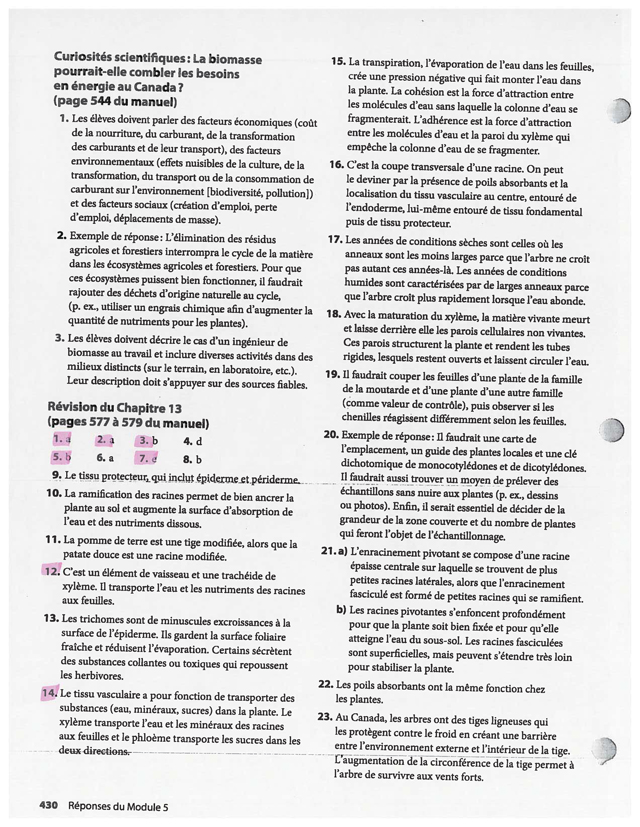 Curiosités scientifiques : La biomasse
pourrait-elle combler les besoins
en énergie au Canada ?
(page 544 du manuel)
1. Les élèves doivent parler des facteurs économiques (coût
de la nourriture, du carburant, de la transformation
des carburants et de leur transport), des facteurs
environnementaux (effets nuisibles de la culture, de la
transformation, du transport ou de la consommation de
carburant sur l'environnement [biodiversité, pollution])
et des facteurs sociaux (création d'emploi, perte
d'emploi, déplacements de masse).
2. Exemple de réponse : L'élimination des résidus
agricoles et forestiers interrompra le cycle de la matière
dans les écosystèmes agricoles et forestiers. Pour que
ces écosystèmes puissent bien fonctionner, il faudrait
rajouter des déchets d'origine naturelle au cycle,
(p. ex., utiliser un engrais chimique afin d'augmenter la
quantité de nutriments pour les plantes).
3. Les élèves doivent décrire le cas d'un ingénieur de
biomasse au travail et inclure diverses activités dans des
milieux distincts (sur le terrain, en laboratoire, etc.).
Leur description doit s'appuyer sur des sources fiables.
Révision du Chapitre 13
(pages 577 à 579 du manuel)
1. a 2. a 3. b 4. d
5. b 6. a 7. e 8. b
9. Le tissu protecteur, qui inclut épiderme et périderme.
10. La ramification des racines permet de bien ancrer la
plante au sol et augmente la surface d'absorption de
l'eau et des nutriments dissous.
11. La pomme de terre est une tige modifiée, alors que la
patate douce est une racine modifiée.
12. C'est un élément de vaisseau et une trachéide de
xylème. Il transporte l'eau et les nutriments des racines
aux feuilles.
13. Les trichomes sont de minuscules excroissances à la
surface de l'épiderme. Ils gardent la surface foliaire
fraîche et réduisent l'évaporation. Certains sécrètent
des substances collantes ou toxiques qui repoussent
les herbivores.
14. Le tissu vasculaire a pour fonction de transporter des
substances (eau, minéraux, sucres) dans la plante. Le
xylème transporte l'eau et les minéraux des racines
aux feuilles et le phloème transporte les sucres dans les
deux directions.
15. La transpiration, l'évaporation de l'eau dans les feuilles,
crée une pression négative qui fait monter l'eau dans
la plante. La cohésion est la force d'attraction entre
les molécules d'eau sans laquelle la colonne d'eau se
fragmenterait. L'adhérence est la force d'attraction
entre les molécules d'eau et la paroi du xylème qui
empêche la colonne d'eau de se fragmenter.
16. C'est la coupe transversale d'une racine. On peut
le deviner par la présence de poils absorbants et la
localisation du tissu vasculaire au centre, entouré de
l'endoderme, lui-même entouré de tissu fondamental
puis de tissu protecteur.
17. Les années de conditions sèches sont celles où les
anneaux sont les moins larges parce que l'arbre ne croît
pas autant ces années-là. Les années de conditions
humides sont caractérisées par de larges anneaux parce
que l'arbre croît plus rapidement lorsque l'eau abonde.
18. Avec la maturation du xylème, la matière vivante meurt
et laisse derrière elle les parois cellulaires non vivantes.
Ces parois structurent la plante et rendent les tubes
rigides, lesquels restent ouverts et laissent circuler l'eau.
19. Il faudrait couper les feuilles d'une plante de la famille
de la moutarde et d'une plante d'une autre famille
(comme valeur de contrôle), puis observer si les
chenilles réagissent différemment selon les feuilles.
20. Exemple de réponse : Il faudrait une carte de
l'emplacement, un guide des plantes locales et une clé
dichotomique de monocotylédones et de dicotylédones.
Il faudrait aussi trouver un moyen de prélever des
échantillons sans nuire aux plantes (p. ex., dessins
ou photos). Enfin, il serait essentiel de décider de la
grandeur de la zone couverte et du nombre de plantes
qui feront l'objet de l'échantillonnage.
21. a) L'enracinement pivotant se compose d'une racine
épaisse centrale sur laquelle se trouvent de plus
petites racines latérales, alors que l'enracinement
fasciculé est formé de petites racines qui se ramifient.
b) Les racines pivotantes s'enfoncent profondément
pour que la plante soit bien fixée et pour qu'elle
atteigne l'eau du sous-sol. Les racines fasciculées
sont superficielles, mais peuvent s'étendre très loin
pour stabiliser la plante.
22. Les poils absorbants ont la même fonction chez
les plantes.
23. Au Canada, les arbres ont des tiges ligneuses qui
les protègent contre le froid en créant une barrière
entre l'environnement externe et l'intérieur de la tige.
L'augmentation de la circonférence de la tige permet à
l'arbre de survivre aux vents forts.
430 Réponses du Module 5